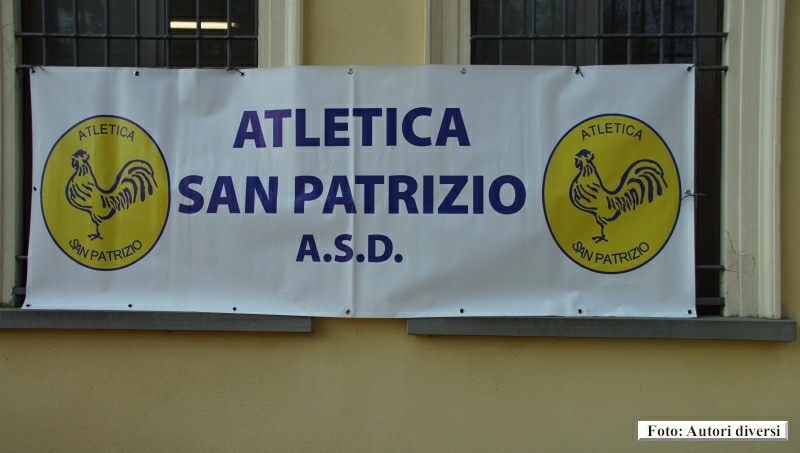 ATLETICA
SAN PATRIZIO
A.S.D.
ATLETICA
SAN PATRIZIO
ATLETICA
SAN PATRIZIO
Foto: Autori diversi